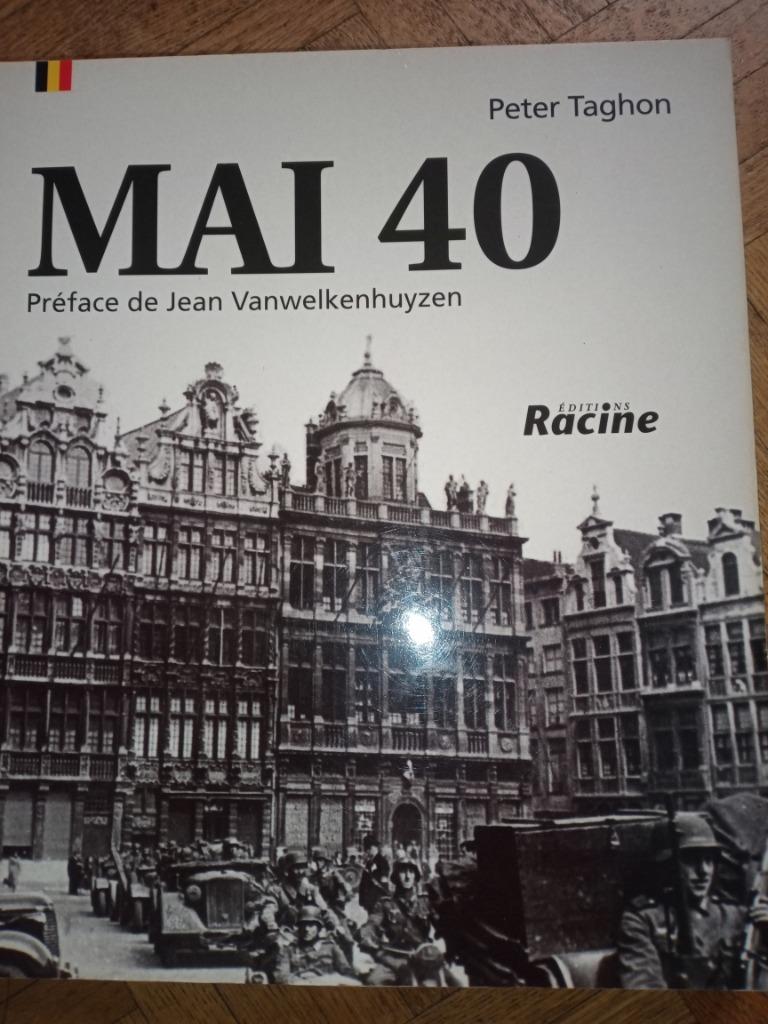 Peter Taghon
MAI 40
Préface de Jean Vanwelkenhuyzen
ÉDITIONS
Racine